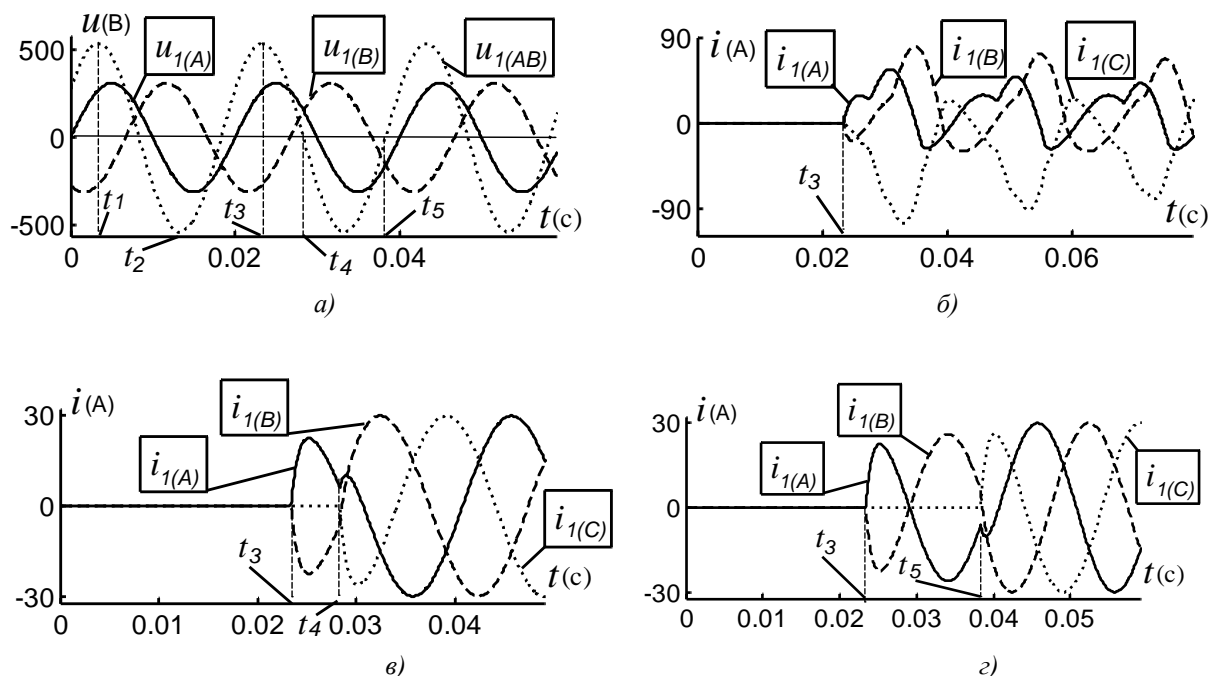 u(В)
u1(A)
u1(B)
u1(AB)
500
0
-500
t1
t2
t3
t4
t5
t(с)
0
0.02
0.04
а)
i(А)
90
0
-90
i1(A)
i1(B)
i1(C)
t3
t(с)
0
0.02
0.04
0.06
б)
i(А)
30
0
-30
i1(B)
i1(A)
i1(C)
t3
t4
t(с)
0
0.01
0.02
0.03
0.04
в)
i(А)
30
0
-30
i1(B)
i1(A)
i1(C)
t3
t5
t(с)
0
0.01
0.02
0.03
0.04
0.05
г)